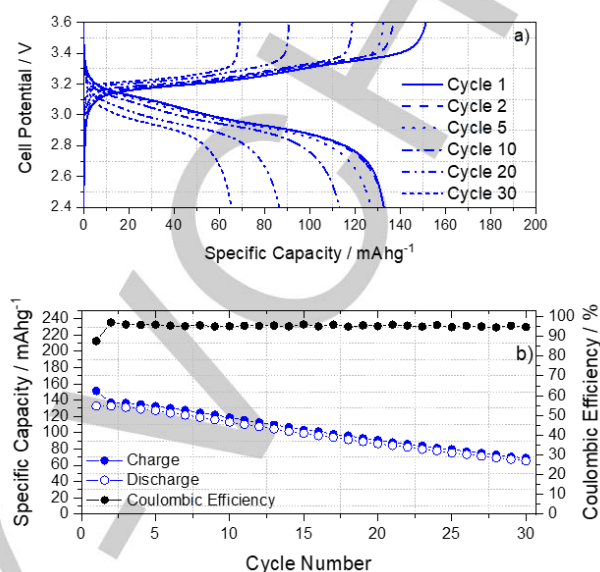 a)
3.6
3.4
3.2
3.0
2.8
2.6
2.4
Cell Potential / V
Cycle 1
Cycle 2
Cycle 5
Cycle 10
Cycle 20
Cycle 30
0 20 40 60 80 100 120 140 160 180 200
Specific Capacity / mAhg⁻¹
b)
240
220
200
180
160
140
120
100
80
60
40
20
0
Specific Capacity / mAhg⁻¹
100
90
80
70
60
50
40
30
20
10
0
Coulombic Efficiency / %
Charge
Discharge
Coulombic Efficiency
0 5 10 15 20 25 30
Cycle Number